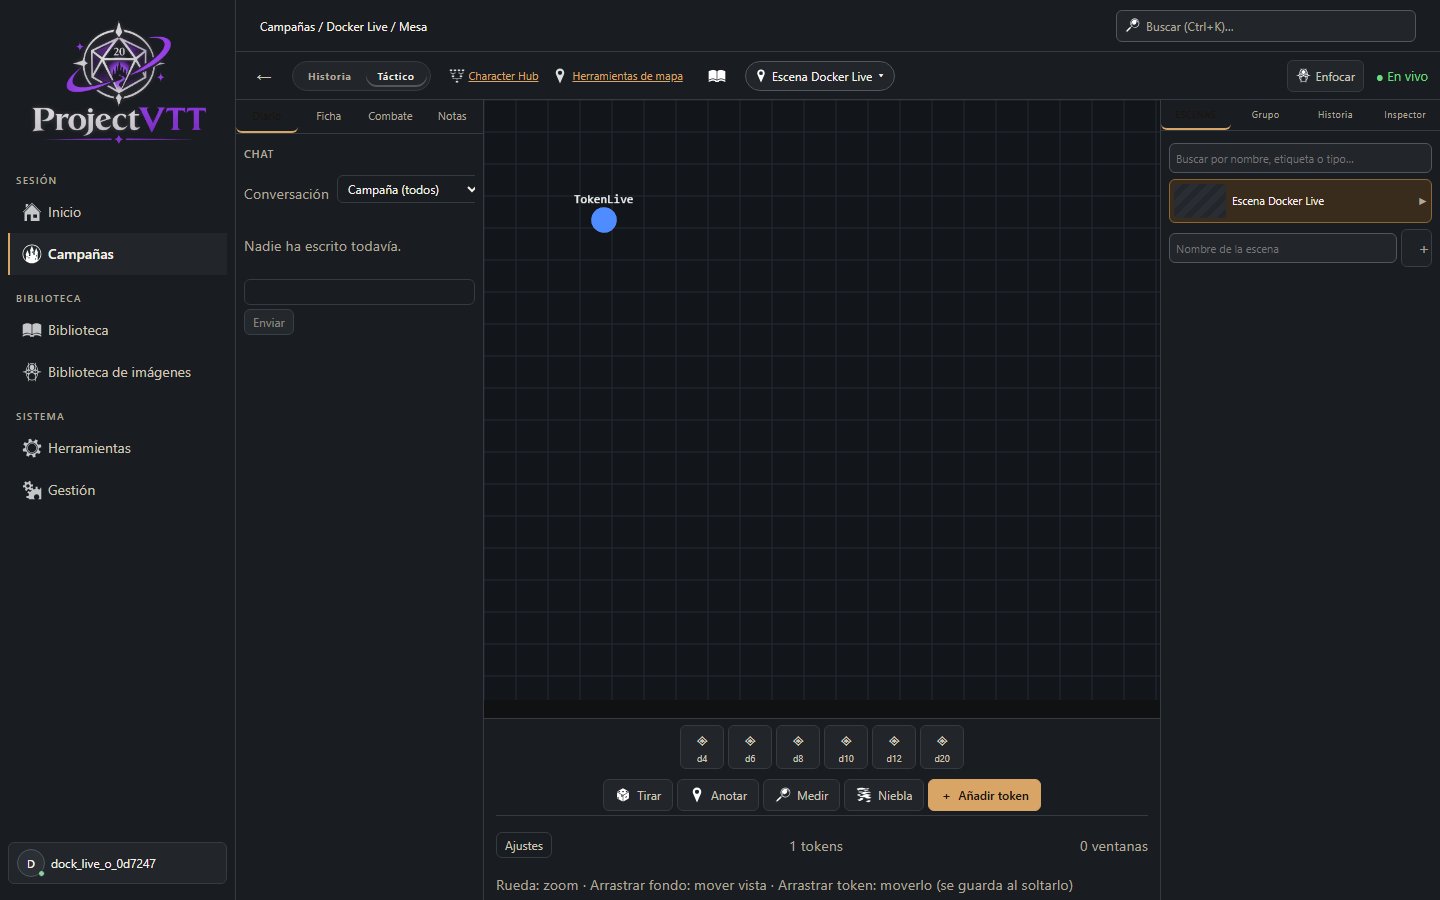 20
ProjectVTT
SESIÓN
Inicio
Campañas
BIBLIOTECA
Biblioteca
Biblioteca de imágenes
SISTEMA
Herramientas
Gestión
D dock_live_o_0d7247
Campañas / Docker Live / Mesa
Buscar (Ctrl+K)...
← Historia Táctico Character Hub Herramientas de mapa Escena Docker Live Enfocar En vivo
Diario Ficha Combate Notas
CHAT
Conversación Campaña (todos)
Nadie ha escrito todavía.
Enviar
TokenLive
d4 d6 d8 d10 d12 d20
Tirar Anotar Medir Niebla + Añadir token
Ajustes 1 tokens 0 ventanas
Rueda: zoom · Arrastrar fondo: mover vista · Arrastrar token: moverlo (se guarda al soltarlo)
Escenas Grupo Historia Inspector
Buscar por nombre, etiqueta o tipo...
Escena Docker Live
Nombre de la escena +